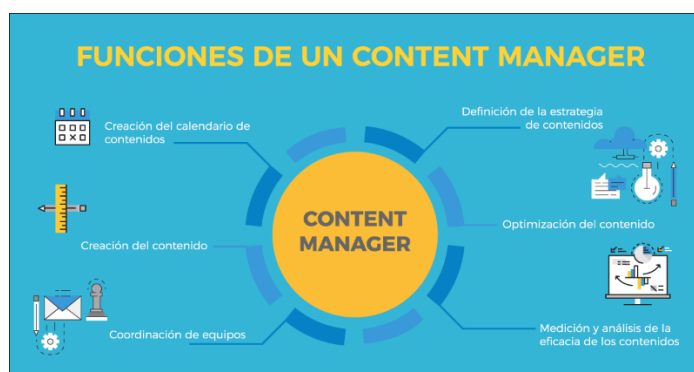 FUNCIONES DE UN CONTENT MANAGER
Creación del calendario de
contenidos
Creación del contenido
Coordinación de equipos
CONTENT
MANAGER
Definición de la estrategia
de contenidos
Optimización del contenido
Medición y análisis de la
eficacia de los contenidos